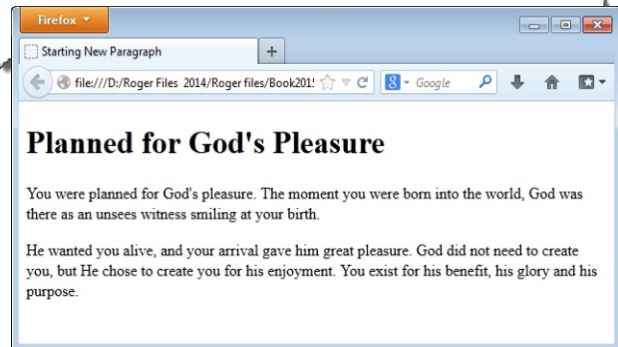 Firefox
Starting New Paragraph
file:///D:/Roger Files 2014/Roger files/Book201
Google
Planned for God's Pleasure
You were planned for God's pleasure. The moment you were born into the world, God was
there as an unsees witness smiling at your birth.
He wanted you alive, and your arrival gave him great pleasure. God did not need to create
you, but He chose to create you for his enjoyment. You exist for his benefit, his glory and his
purpose.